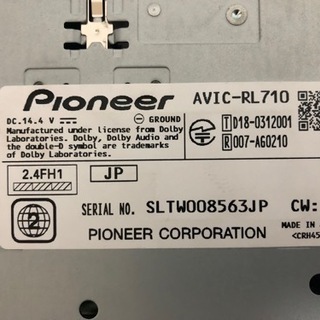 Pioneer AVIC-RL710
DC.14.4 V GROUND
Manufactured under license from Dolby
Laboratories. Dolby, Dolby Audio and
the double-D symbol are trademarks
of Dolby Laboratories.
T D18-0312001
R 007-AG0210
2.4FH1 JP
2
SERIAL NO. SLTW008563JP CW:
PIONEER CORPORATION
MADE IN
<CRH45